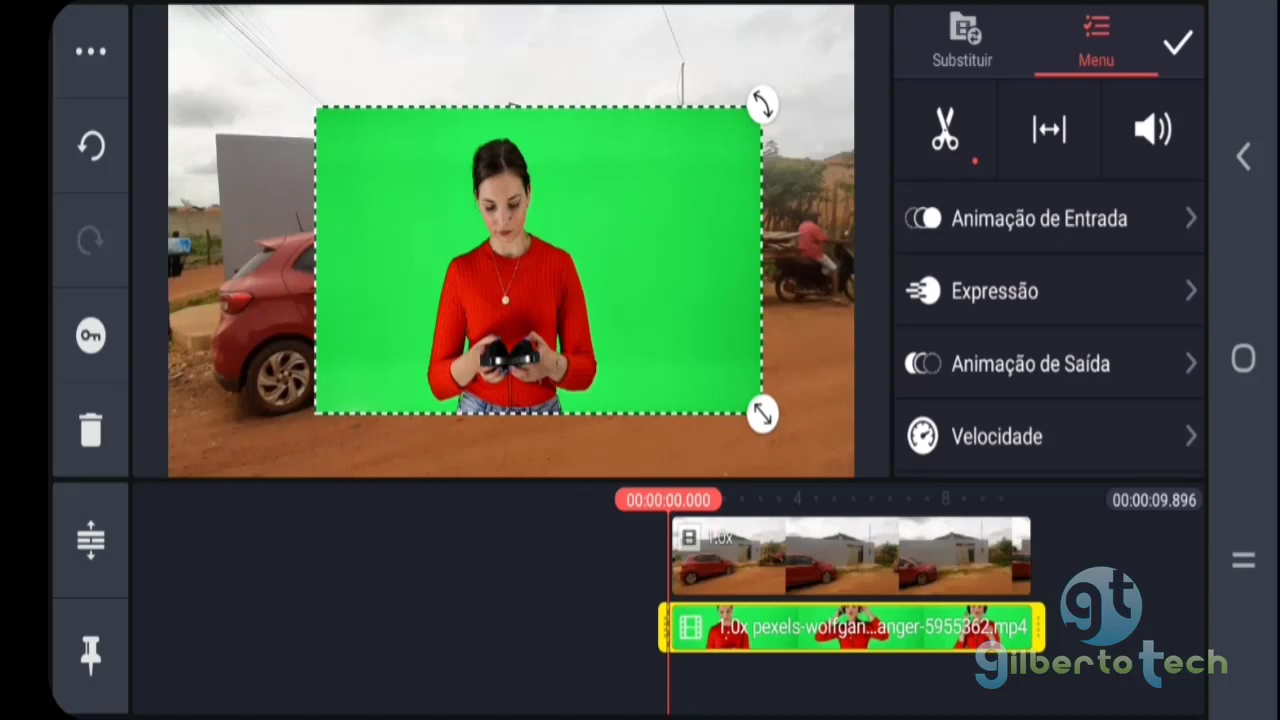 Substituir
Menu
Animação de Entrada
Expressão
Animação de Saída
Velocidade
00:00:00.000
4
8
00:00:09.896
1.0x
1.0x pexels-wolfgan...anger-5955362.mp4
gt
gilberto tech